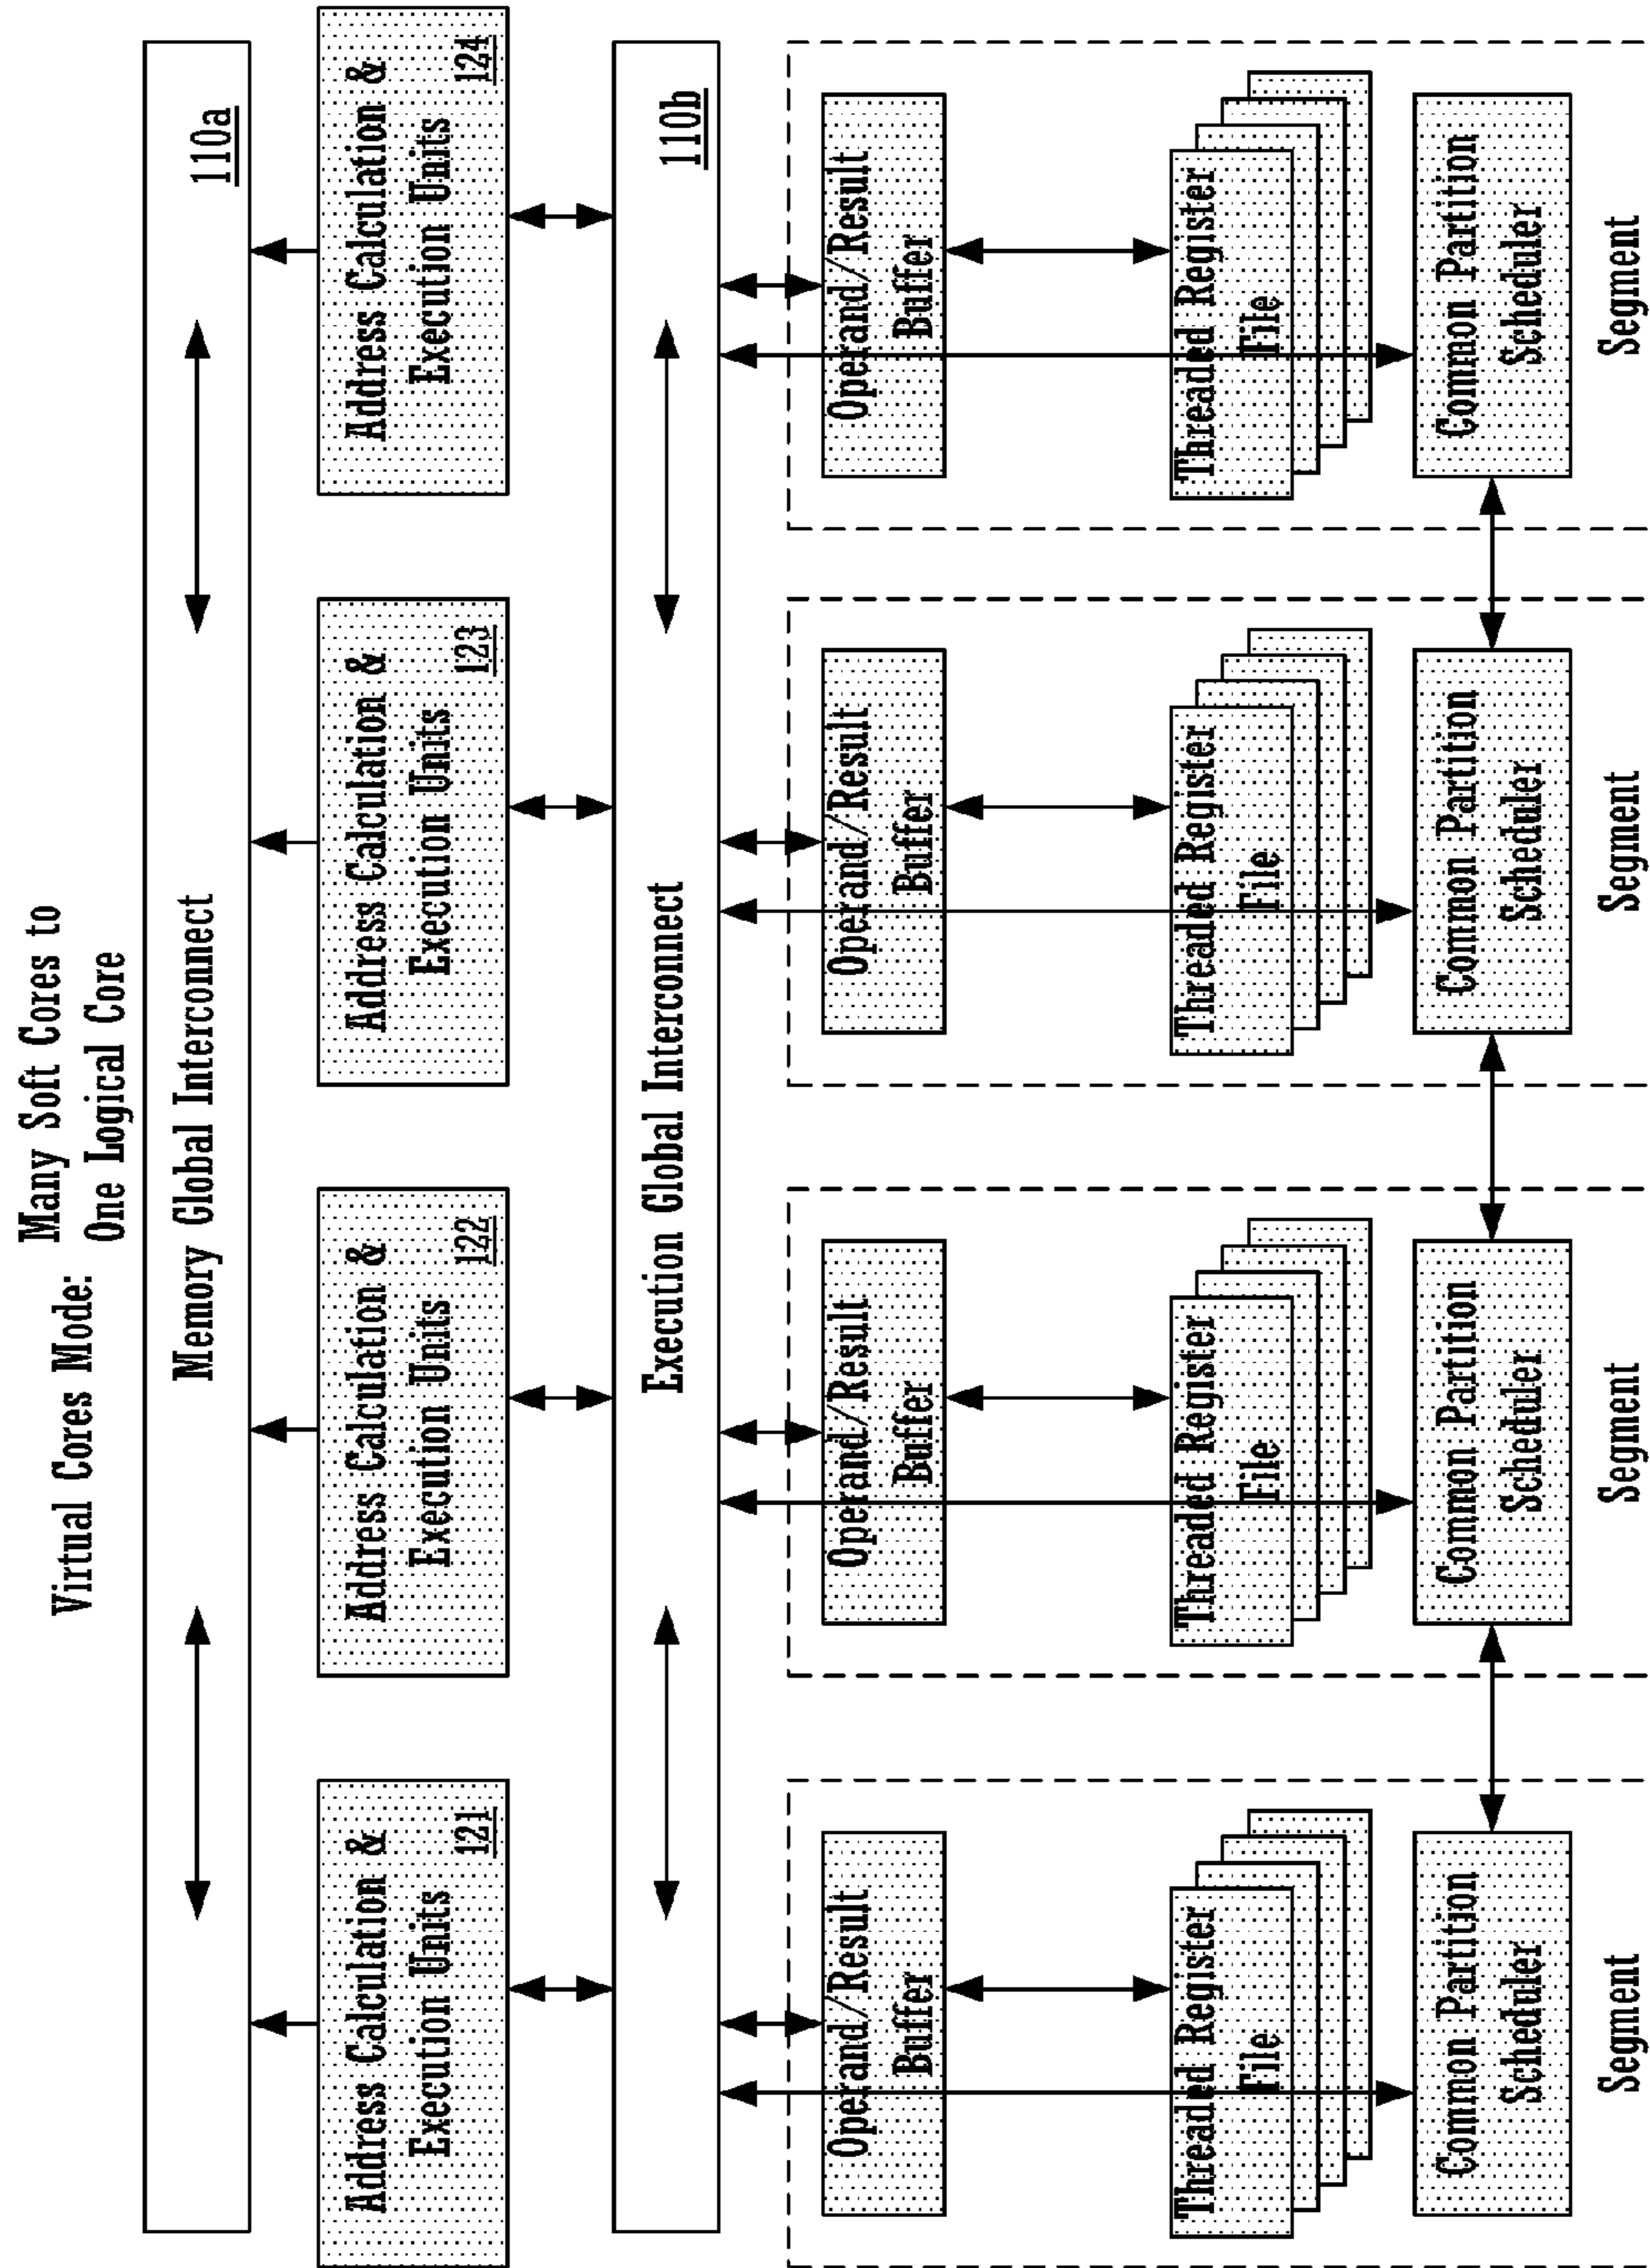 Virtual Cores Mode: Many Soft Cores to
One Logical Core
Memory Global Interconnect
110a
Address Calculation &
Execution Units
121
Address Calculation &
Execution Units
122
Address Calculation &
Execution Units
123
Address Calculation &
Execution Units
124
Execution Global Interconnect
110b
Operand/Result
Buffer
Operand/Result
Buffer
Operand/Result
Buffer
Operand/Result
Buffer
Threaded Register
File
Threaded Register
File
Threaded Register
File
Threaded Register
File
Common Partition
Scheduler
Common Partition
Scheduler
Common Partition
Scheduler
Common Partition
Scheduler
Segment
Segment
Segment
Segment